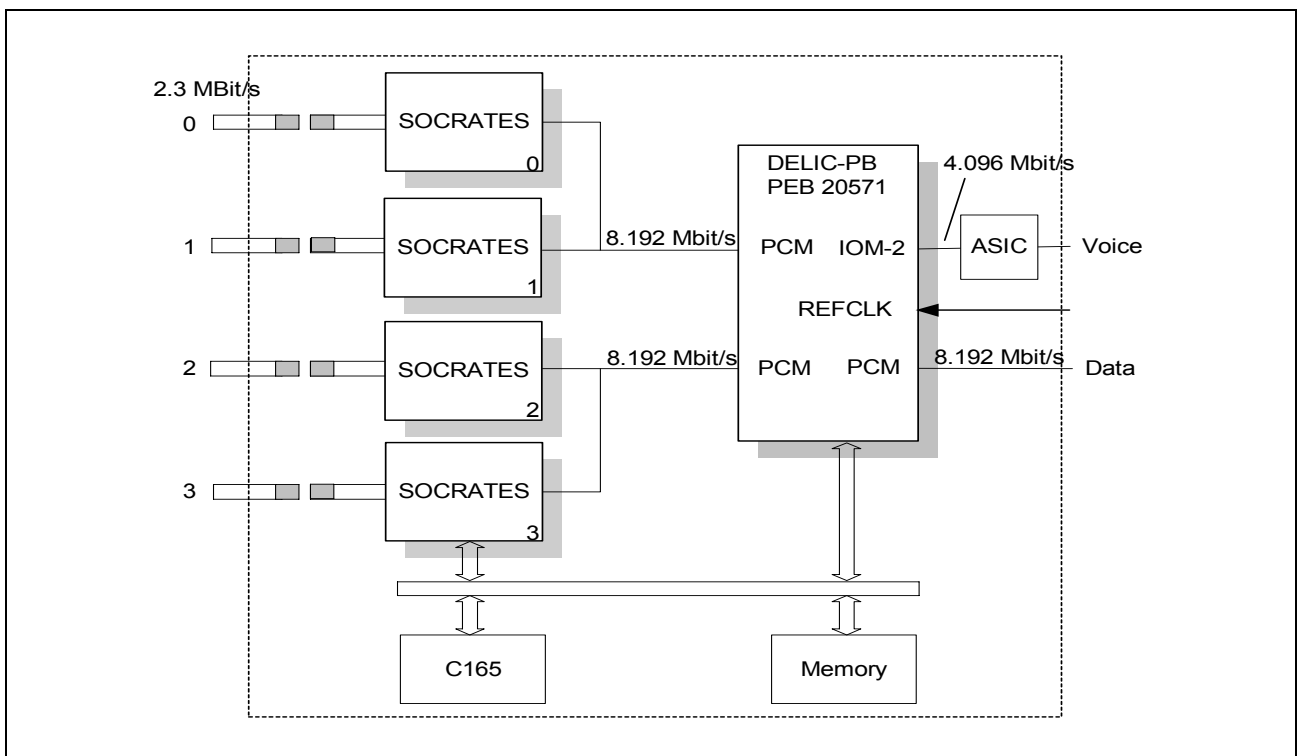 2.3 MBit/s
0
SOCRATES
0
1
SOCRATES
1
8.192 Mbit/s
2
SOCRATES
2
8.192 Mbit/s
3
SOCRATES
3
DELIC-PB
PEB 20571
PCM
IOM-2
REFCLK
PCM
PCM
4.096 Mbit/s
ASIC
Voice
8.192 Mbit/s
Data
C165
Memory